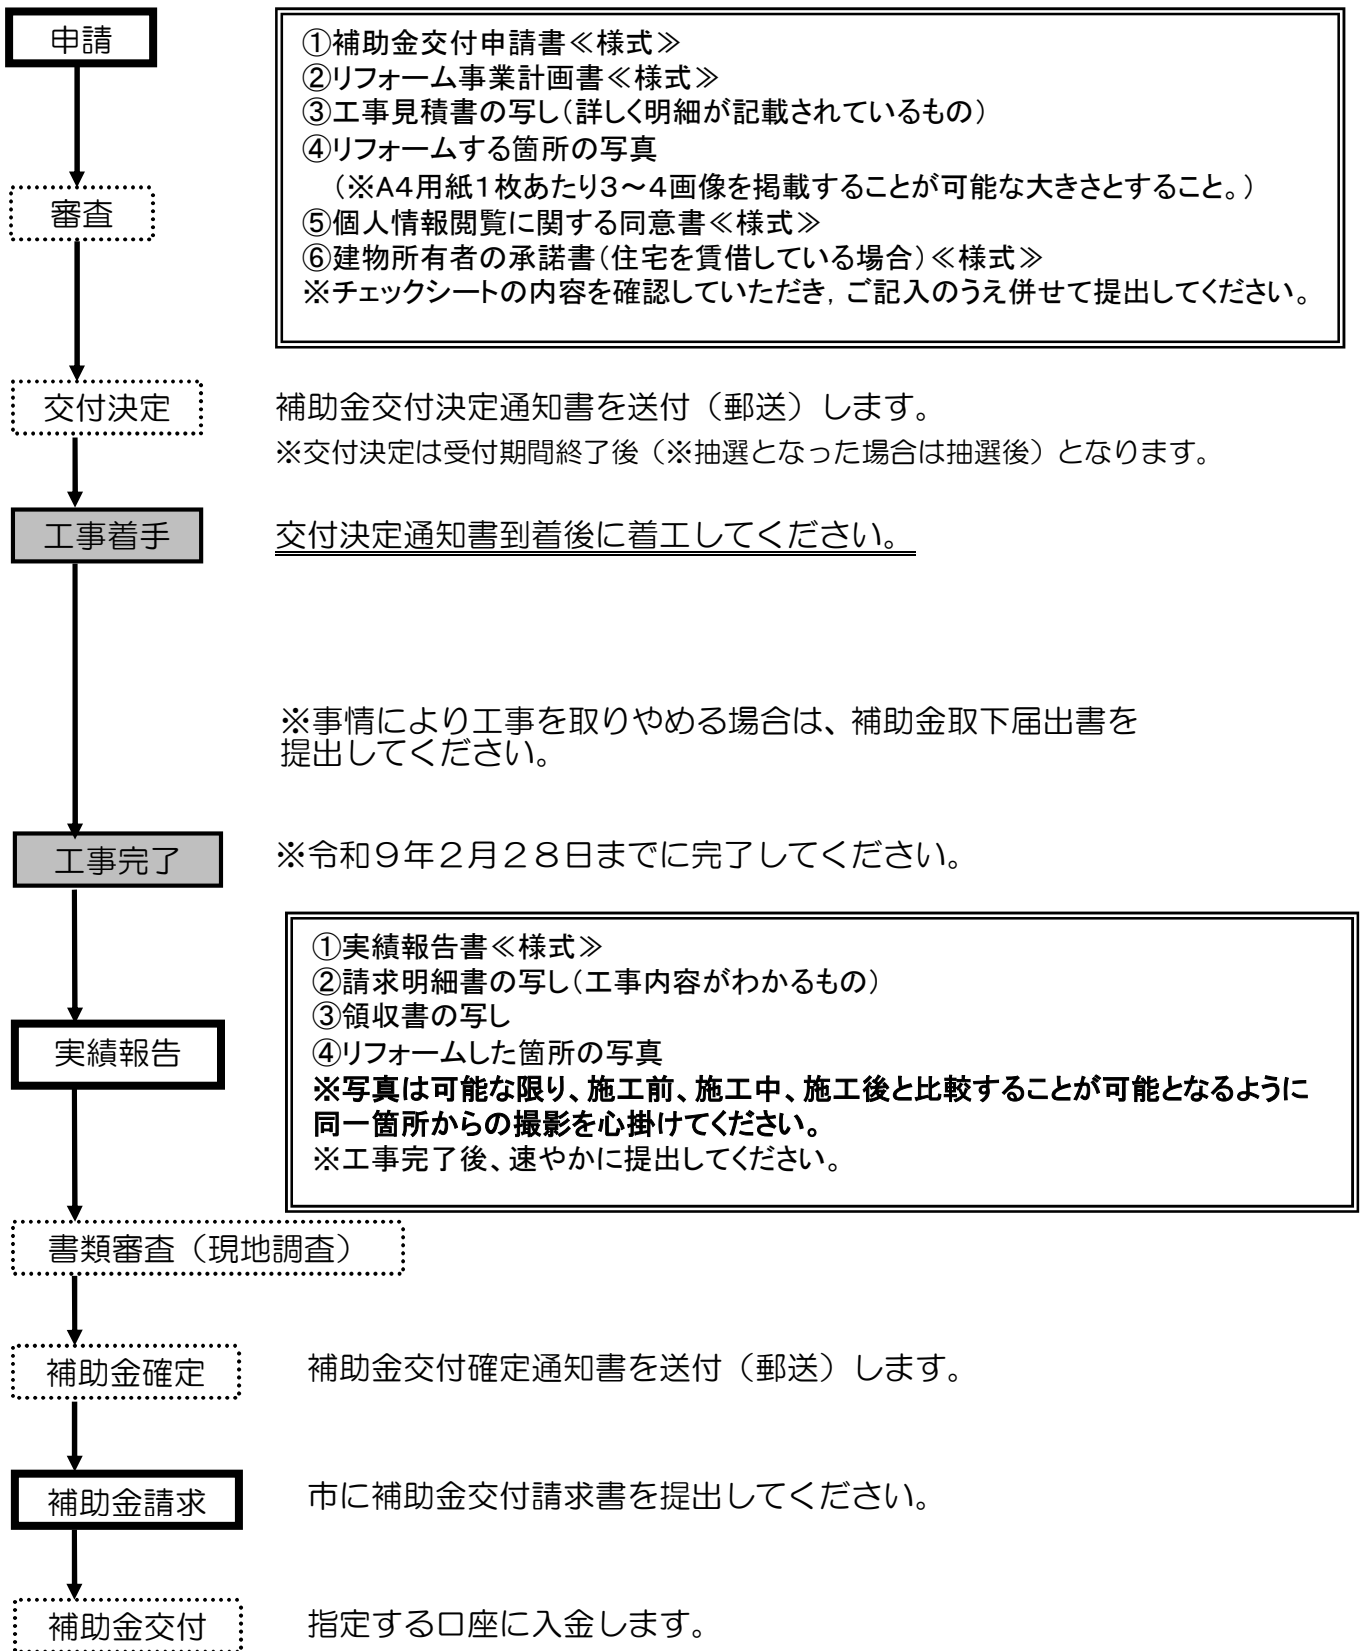 申請
①補助金交付申請書≪様式≫
②リフォーム事業計画書≪様式≫
③工事見積書の写し（詳しく明細が記載されているもの）
④リフォームする箇所の写真
（※Ａ４用紙１枚あたり３～４画像を掲載することが可能な大きさとすること。）
⑤個人情報閲覧に関する同意書≪様式≫
⑥建物所有者の承諾書（住宅を賃借している場合）≪様式≫
※チェックシートの内容を確認していただき，ご記入のうえ併せて提出してください。
審査
交付決定
補助金交付決定通知書を送付（郵送）します。
※交付決定は受付期間終了後（※抽選となった場合は抽選後）となります。
工事着手
交付決定通知書到着後に着工してください。
※事情により工事を取りやめる場合は、補助金取下届出書を
提出してください。
工事完了
※令和９年２月２８日までに完了してください。
①実績報告書≪様式≫
②請求明細書の写し（工事内容がわかるもの）
③領収書の写し
④リフォームした箇所の写真
※写真は可能な限り、施工前、施工中、施工後と比較することが可能となるように
同一箇所からの撮影を心掛けてください。
※工事完了後、速やかに提出してください。
実績報告
書類審査（現地調査）
補助金確定
補助金交付確定通知書を送付（郵送）します。
補助金請求
市に補助金交付請求書を提出してください。
補助金交付
指定する口座に入金します。